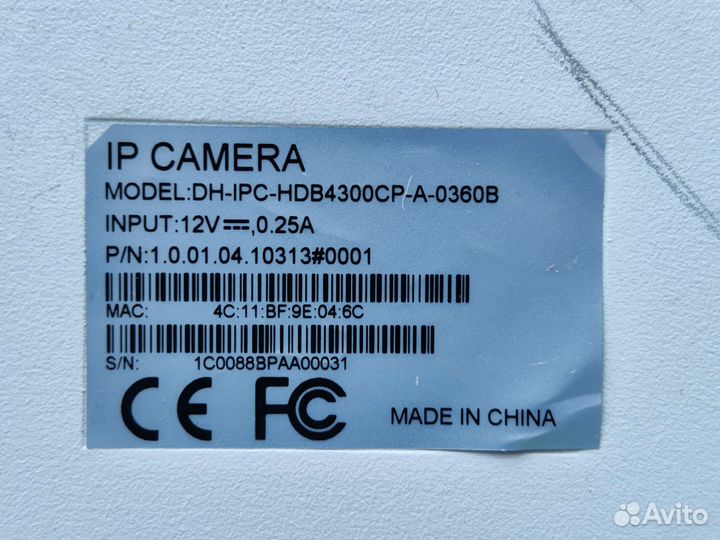 IP CAMERA
MODEL:DH-IPC-HDB4300CP-A-0360B
INPUT:12V⎓,0.25A
P/N:1.0.01.04.10313#0001
MAC: 4C:11:BF:9E:04:6C
S/N: 1C0088BPAA00031
CE FC MADE IN CHINA
Avito